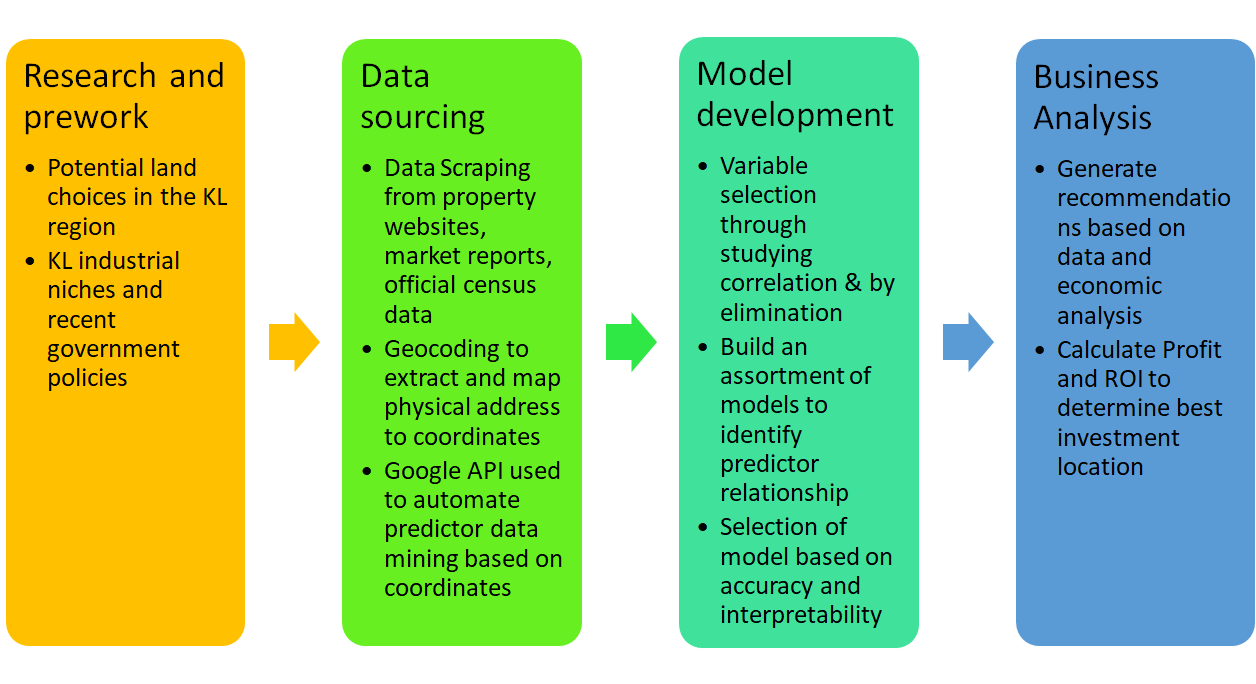 Research and
prework
• Potential land
choices in the KL
region
• KL industrial
niches and
recent
government
policies
Data
sourcing
• Data Scraping
from property
websites,
market reports,
official census
data
• Geocoding to
extract and map
physical address
to coordinates
• Google API used
to automate
predictor data
mining based on
coordinates
Model
development
• Variable
selection
through
studying
correlation & by
elimination
• Build an
assortment of
models to
identify
predictor
relationship
• Selection of
model based on
accuracy and
interpretability
Business
Analysis
• Generate
recommendatio
ns based on
data and
economic
analysis
• Calculate Profit
and ROI to
determine best
investment
location